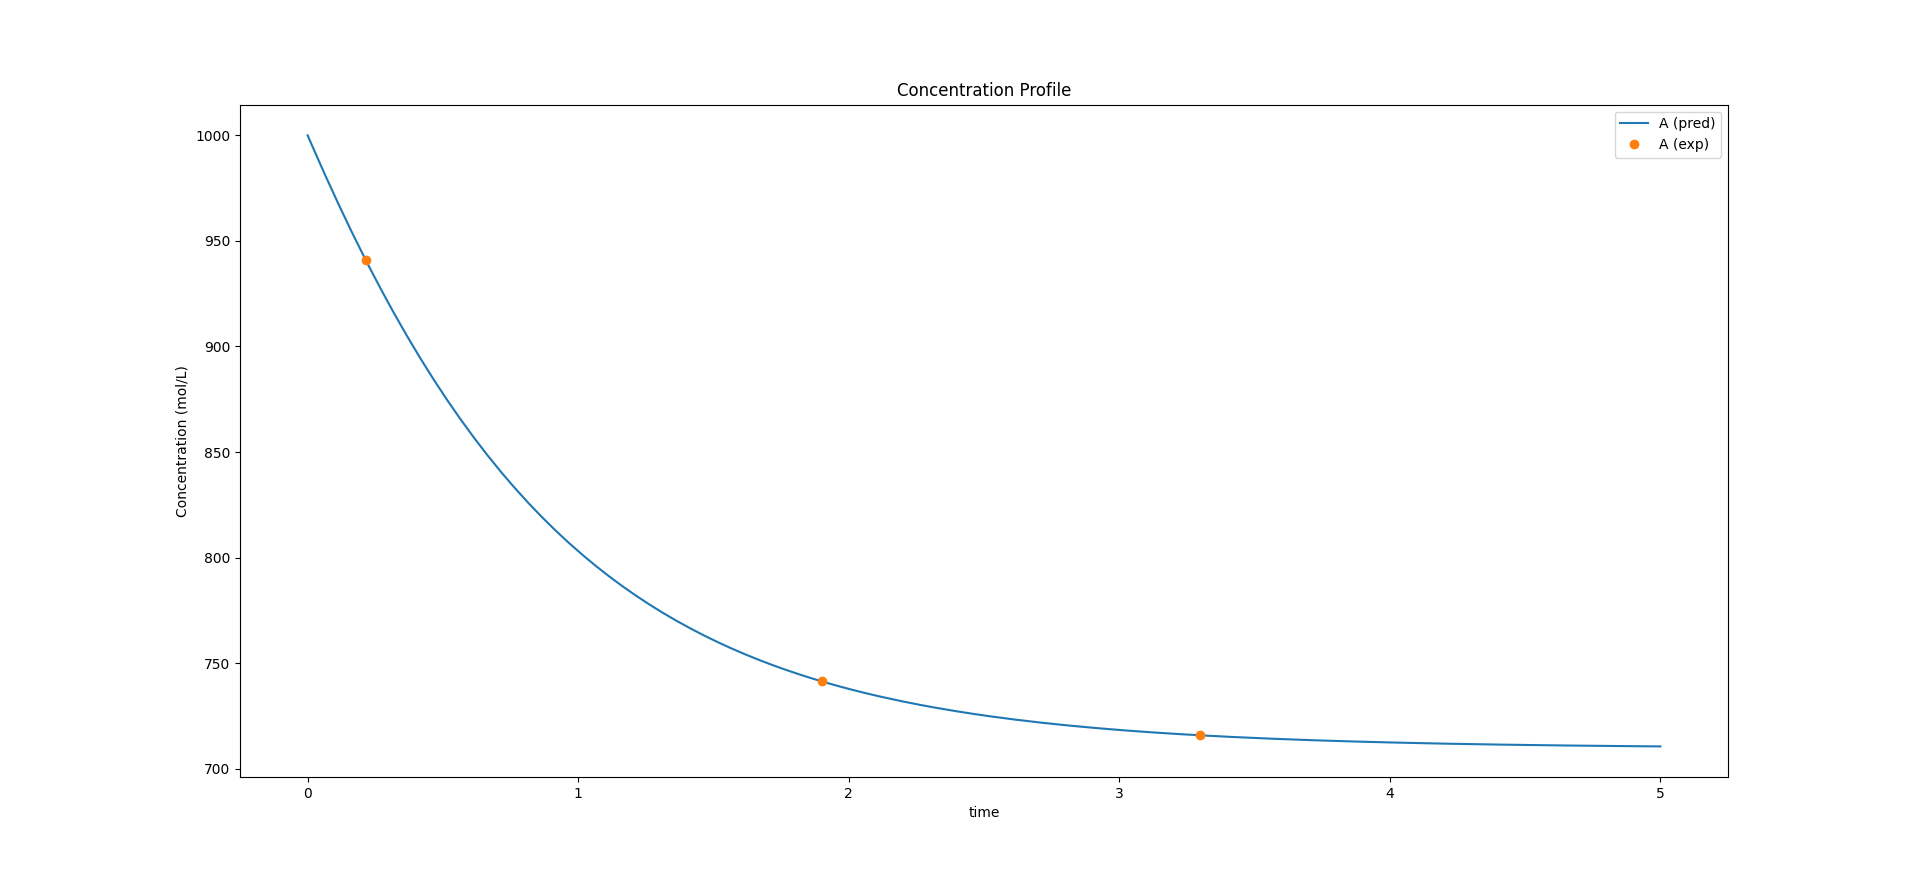 Concentration Profile
A (pred)
A (exp)
Concentration (mol/L)
1000
950
900
850
800
750
700
0 1 2 3 4 5
time